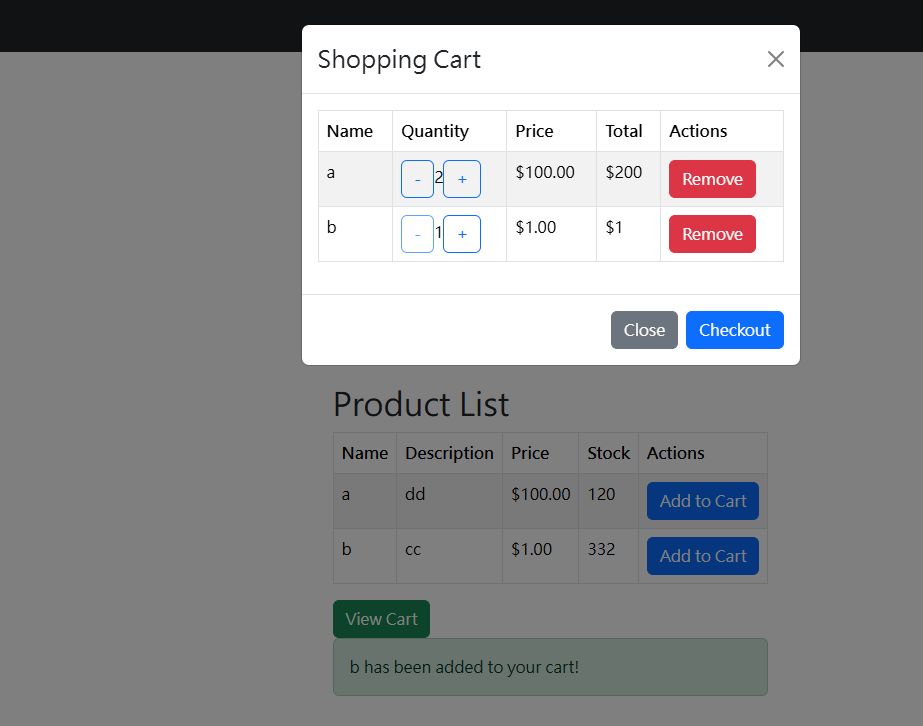 Shopping Cart
Name Quantity Price Total Actions
a - 2 + $100.00 $200 Remove
b - 1 + $1.00 $1 Remove
Close Checkout
Product List
Name Description Price Stock Actions
a dd $100.00 120 Add to Cart
b cc $1.00 332 Add to Cart
View Cart
b has been added to your cart!